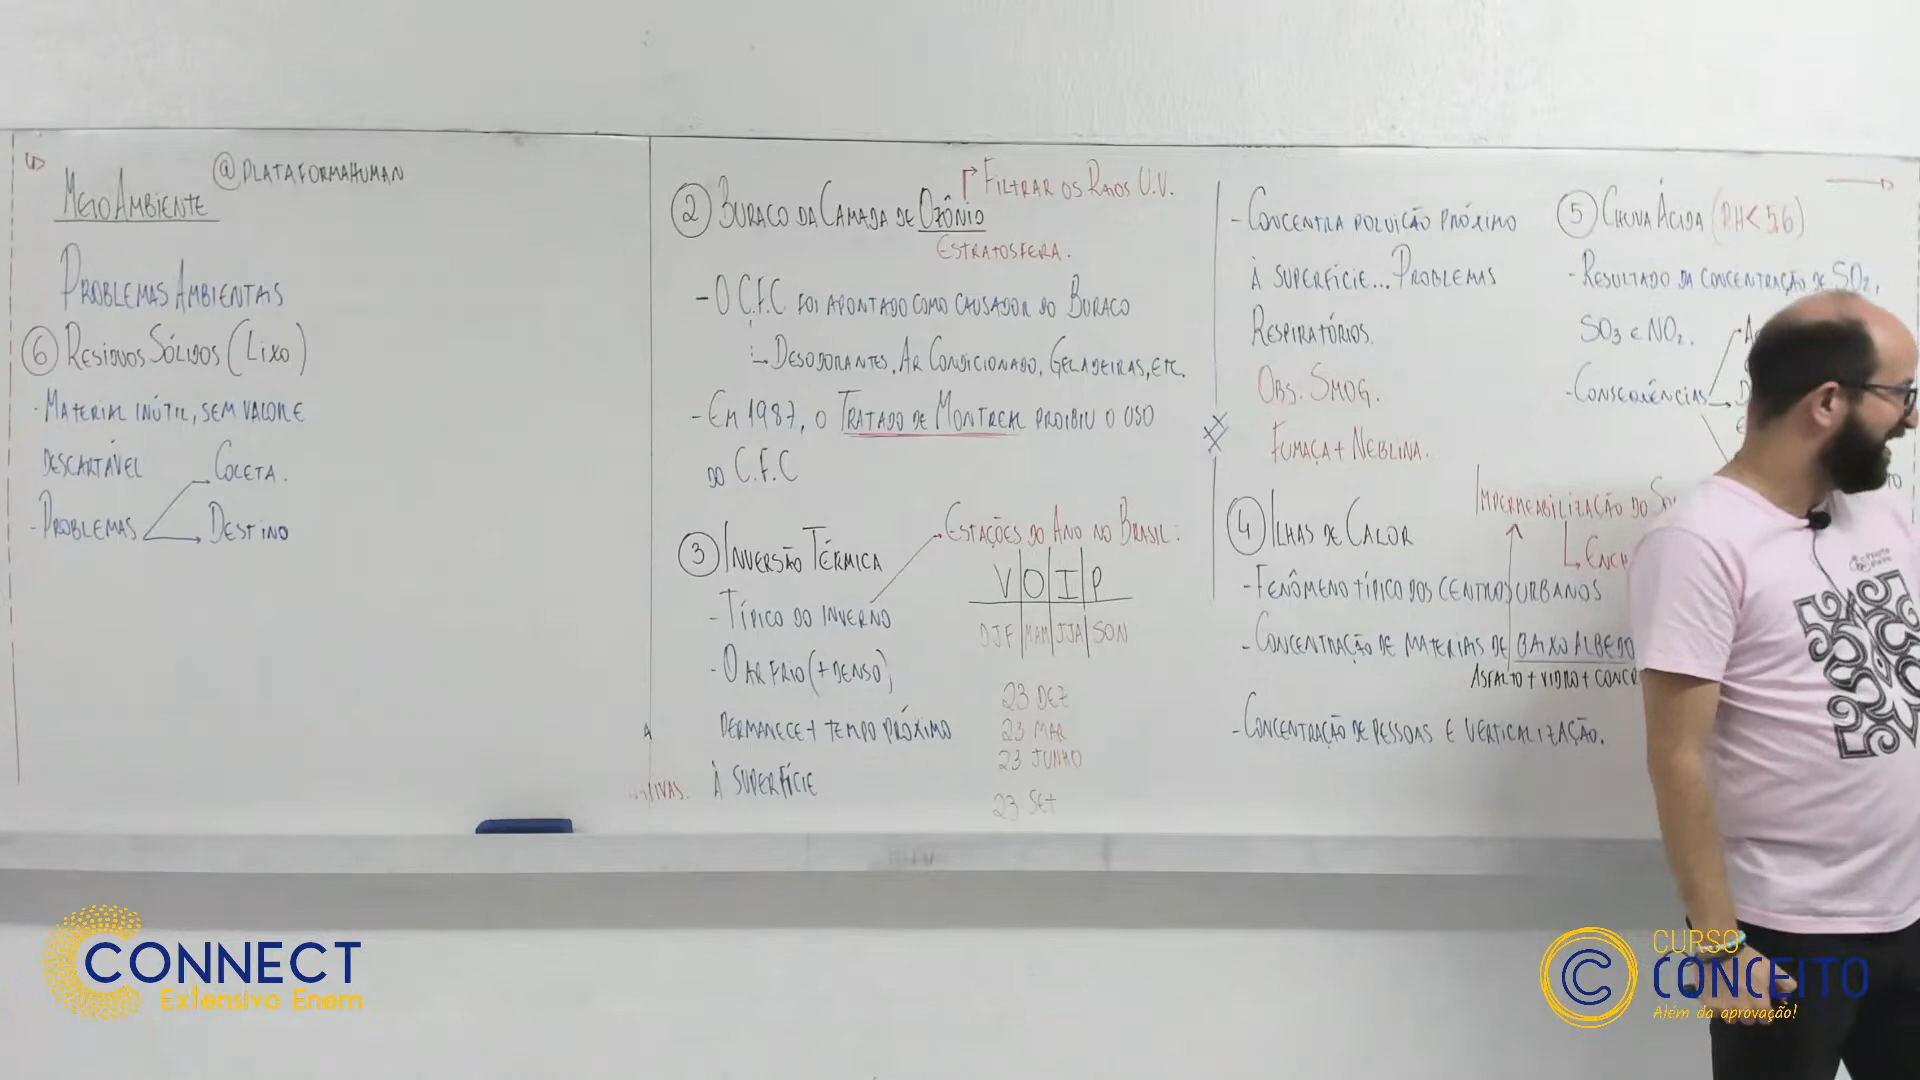 @PLATAFORMAHUMAN
MEIO AMBIENTE
PROBLEMAS AMBIENTAIS
⑥ RESÍDUOS SÓLIDOS (LIXO)
- MATERIAL INÚTIL, SEM VALOR E
DESCARTÁVEL
- PROBLEMAS
COLETA.
DESTINO
② BURACO DA CAMADA DE OZÔNIO
FILTRAR OS RAIOS U.V.
ESTRATOSFERA.
- O C.F.C FOI APONTADO COMO CAUSADOR DO BURACO
DESODORANTES, AR CONDICIONADO, GELADEIRAS, ETC.
- EM 1987, O TRATADO DE MONTREAL PROIBIU O USO
DO C.F.C
③ INVERSÃO TÉRMICA
- TÍPICO DO INVERNO
- O AR FRIO (+ DENSO)
PERMANECE + TEMPO PRÓXIMO
À SUPERFÍCIE
ESTAÇÕES DO ANO NO BRASIL:
V O I P
DJF MAM JJA SON
23 DEZ
23 MAR
23 JUNHO
23 SET
- CONCENTRA POLUIÇÃO PRÓXIMO
À SUPERFÍCIE... PROBLEMAS
RESPIRATÓRIOS.
OBS. SMOG.
FUMAÇA + NEBLINA.
④ ILHAS DE CALOR
IMPERMEABILIZAÇÃO DO
ENCH
- FENÔMENO TÍPICO DOS CENTROS URBANOS
- CONCENTRAÇÃO DE MATERIAIS DE BAIXO ALBEDO
ASFALTO + VIDRO + CONCR
- CONCENTRAÇÃO DE PESSOAS E VERTICALIZAÇÃO.
⑤ CHUVA ÁCIDA (PH < 5,6)
- RESULTADO DA CONCENTRAÇÃO DE SO2,
SO3 E NO2.
- CONSEQUÊNCIAS
CONNECT
Extensivo Enem
CURSO
CONCEITO
Além da aprovação!